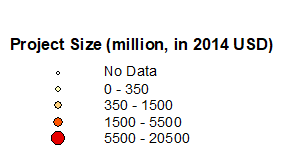 Project Size (million, in 2014 USD)
No Data
0 - 350
350 - 1500
1500 - 5500
5500 - 20500